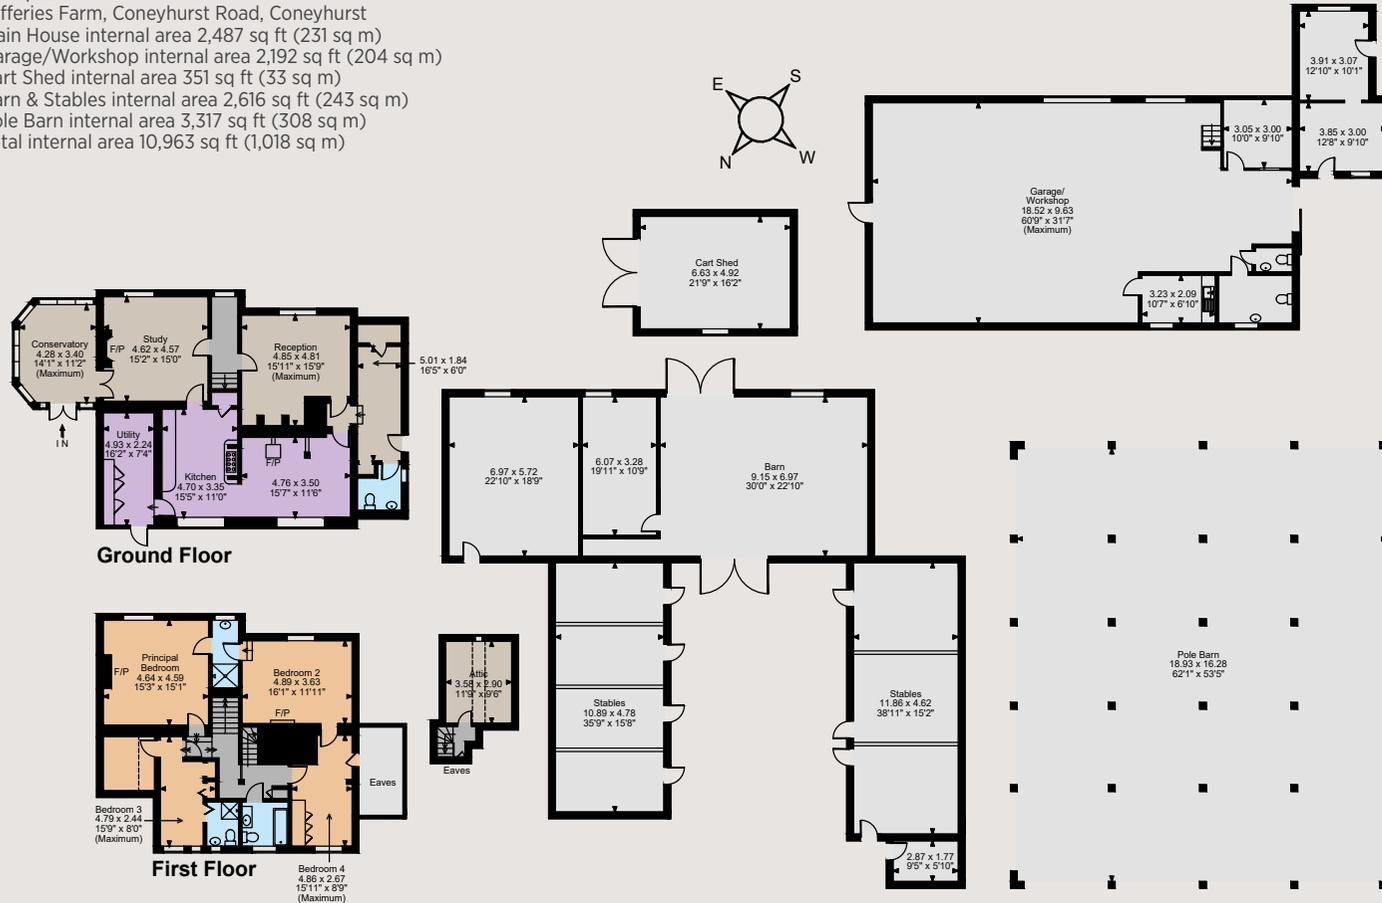 fferies Farm, Coneyhurst Road, Coneyhurst
ain House internal area 2,487 sq ft (231 sq m)
arage/Workshop internal area 2,192 sq ft (204 sq m)
art Shed internal area 351 sq ft (33 sq m)
arn & Stables internal area 2,616 sq ft (243 sq m)
ole Barn internal area 3,317 sq ft (308 sq m)
tal internal area 10,963 sq ft (1,018 sq m)
E
S
N
W
3.91 x 3.07
12'10" x 10'1"
3.05 x 3.00
10'0" x 9'10"
3.85 x 3.00
12'8" x 9'10"
Garage/
Workshop
18.52 x 9.63
60'9" x 31'7"
(Maximum)
3.23 x 2.09
10'7" x 6'10"
Cart Shed
6.63 x 4.92
21'9" x 16'2"
Conservatory
4.28 x 3.40
14'1" x 11'2"
(Maximum)
F/P
Study
4.62 x 4.57
15'2" x 15'0"
Reception
4.85 x 4.81
15'11" x 15'9"
(Maximum)
5.01 x 1.84
16'5" x 6'0"
IN
Utility
4.93 x 2.24
16'2" x 7'4"
Kitchen
4.70 x 3.35
15'5" x 11'0"
F/P
4.76 x 3.50
15'7" x 11'6"
Ground Floor
6.97 x 5.72
22'10" x 18'9"
6.07 x 3.28
19'11" x 10'9"
Barn
9.15 x 6.97
30'0" x 22'10"
Stables
10.89 x 4.78
35'9" x 15'8"
Stables
11.86 x 4.62
38'11" x 15'2"
2.87 x 1.77
9'5" x 5'10"
Pole Barn
18.93 x 16.28
62'1" x 53'5"
Principal
Bedroom
4.64 x 4.59
15'3" x 15'1"
F/P
Bedroom 2
4.89 x 3.63
16'1" x 11'11"
F/P
Attic
3.58 x 2.90
11'9" x 9'6"
Eaves
Eaves
Bedroom 3
4.79 x 2.44
15'9" x 8'0"
(Maximum)
First Floor
Bedroom 4
4.86 x 2.67
15'11" x 8'9"
(Maximum)